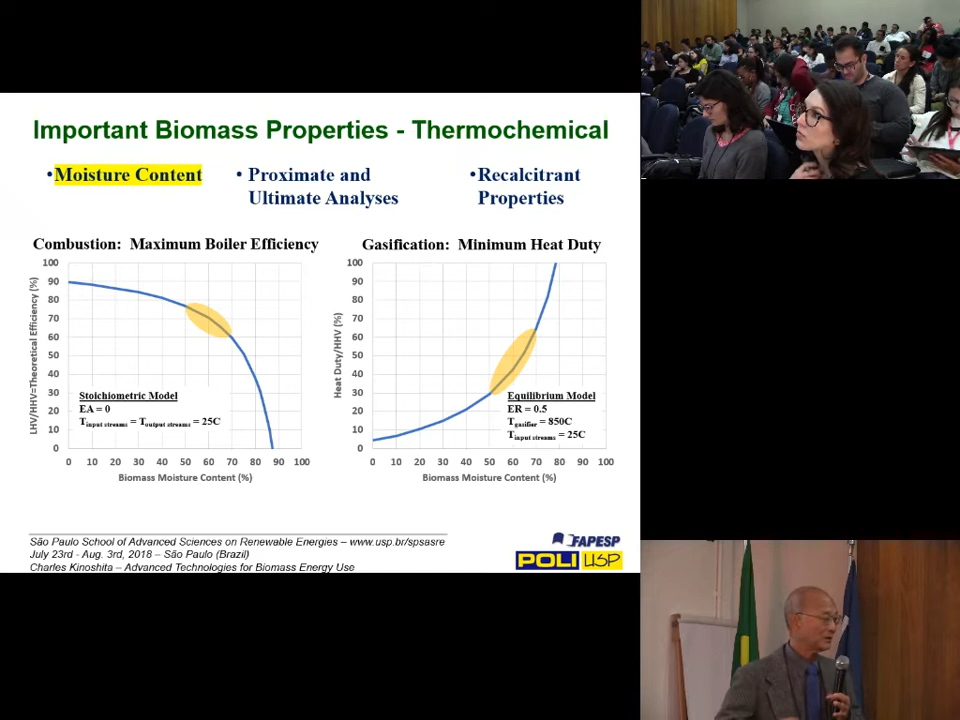 Important Biomass Properties - Thermochemical
•Moisture Content
• Proximate and
Ultimate Analyses
•Recalcitrant
Properties
Combustion: Maximum Boiler Efficiency
100
90
80
70
60
50
40
30
20
10
0
LHV/HHV=Theoretical Efficiency (%)
Stoichiometric Model
EA = 0
Tinput streams = Toutput streams = 25C
0 10 20 30 40 50 60 70 80 90 100
Biomass Moisture Content (%)
Gasification: Minimum Heat Duty
100
90
80
70
60
50
40
30
20
10
0
Heat Duty/HHV (%)
Equilibrium Model
ER = 0.5
Tgasifier = 850C
Tinput streams = 25C
0 10 20 30 40 50 60 70 80 90 100
Biomass Moisture Content (%)
São Paulo School of Advanced Sciences on Renewable Energies – www.usp.br/spsasre
July 23rd - Aug. 3rd, 2018 – São Paulo (Brazil)
Charles Kinoshita – Advanced Technologies for Biomass Energy Use
FAPESP
POLI USP